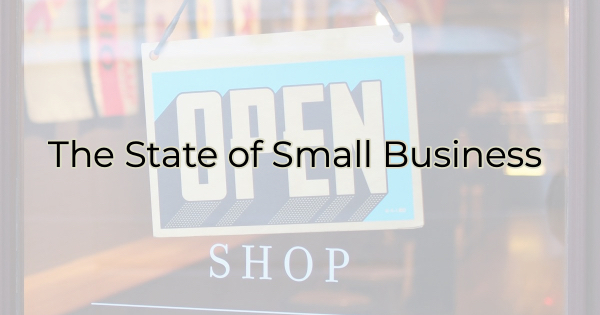 OPEN
The State of Small Business
SHOP